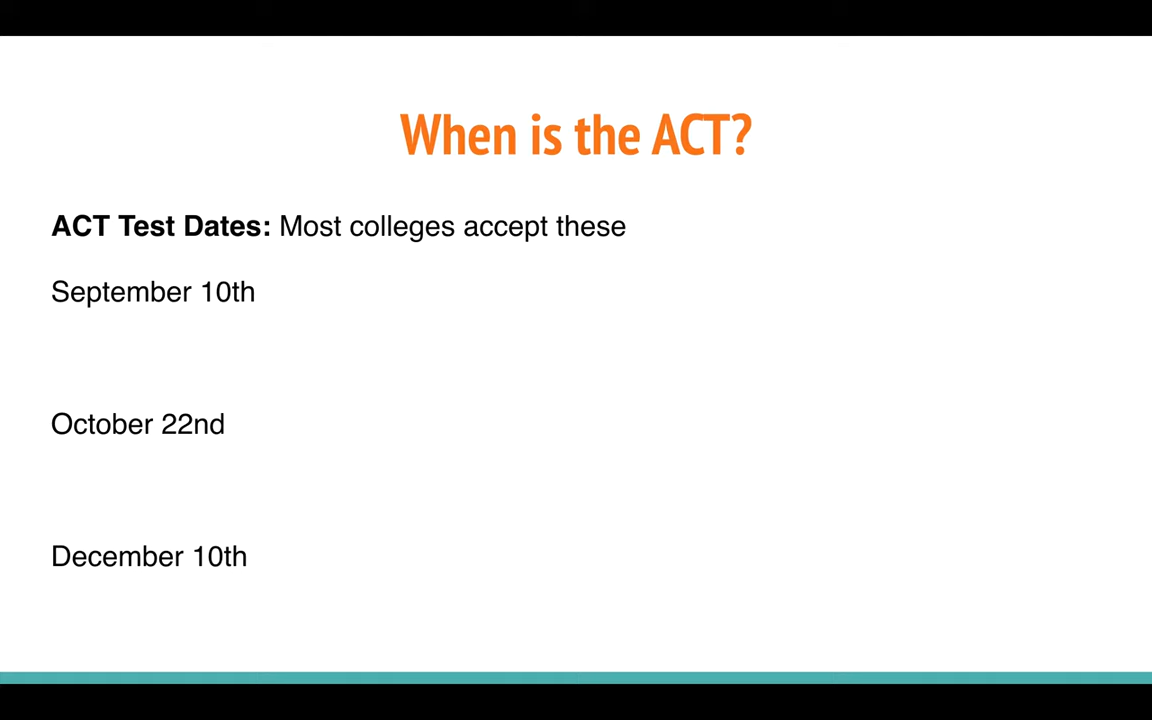 When is the ACT?
ACT Test Dates: Most colleges accept these
September 10th
October 22nd
December 10th